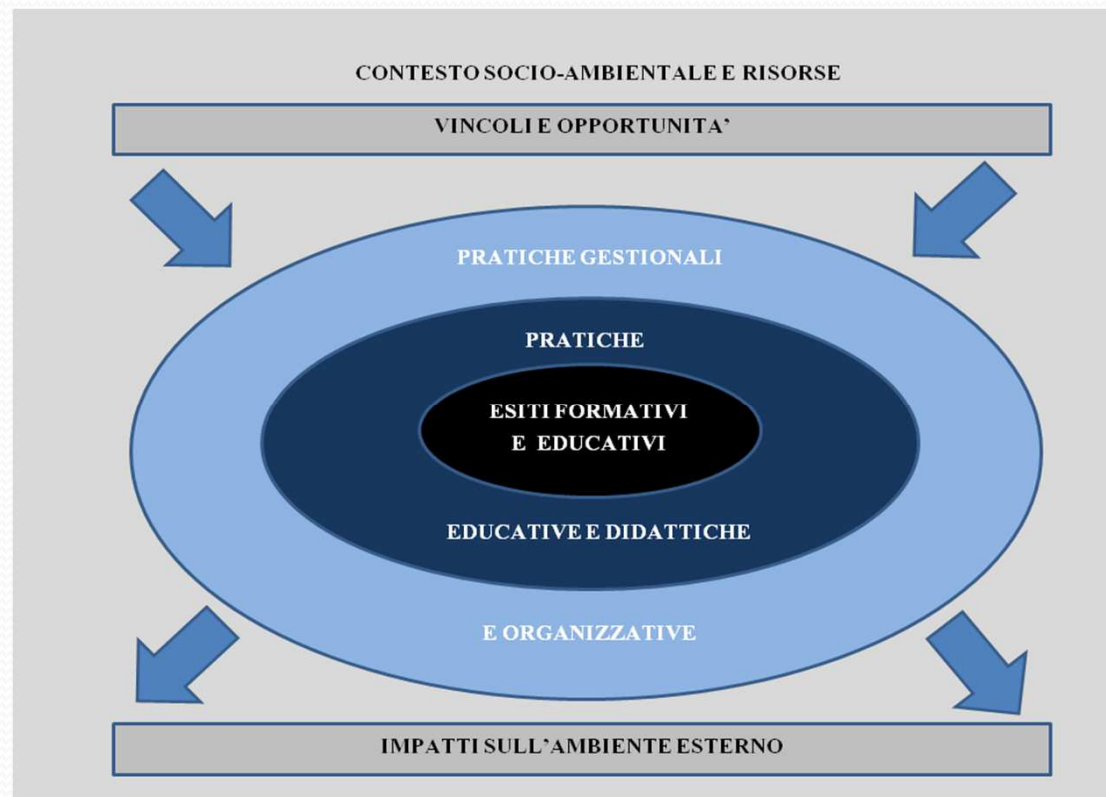 CONTESTO SOCIO-AMBIENTALE E RISORSE
VINCOLI E OPPORTUNITA’
PRATICHE GESTIONALI
PRATICHE
ESITI FORMATIVI
E EDUCATIVI
EDUCATIVE E DIDATTICHE
E ORGANIZZATIVE
IMPATTI SULL’AMBIENTE ESTERNO